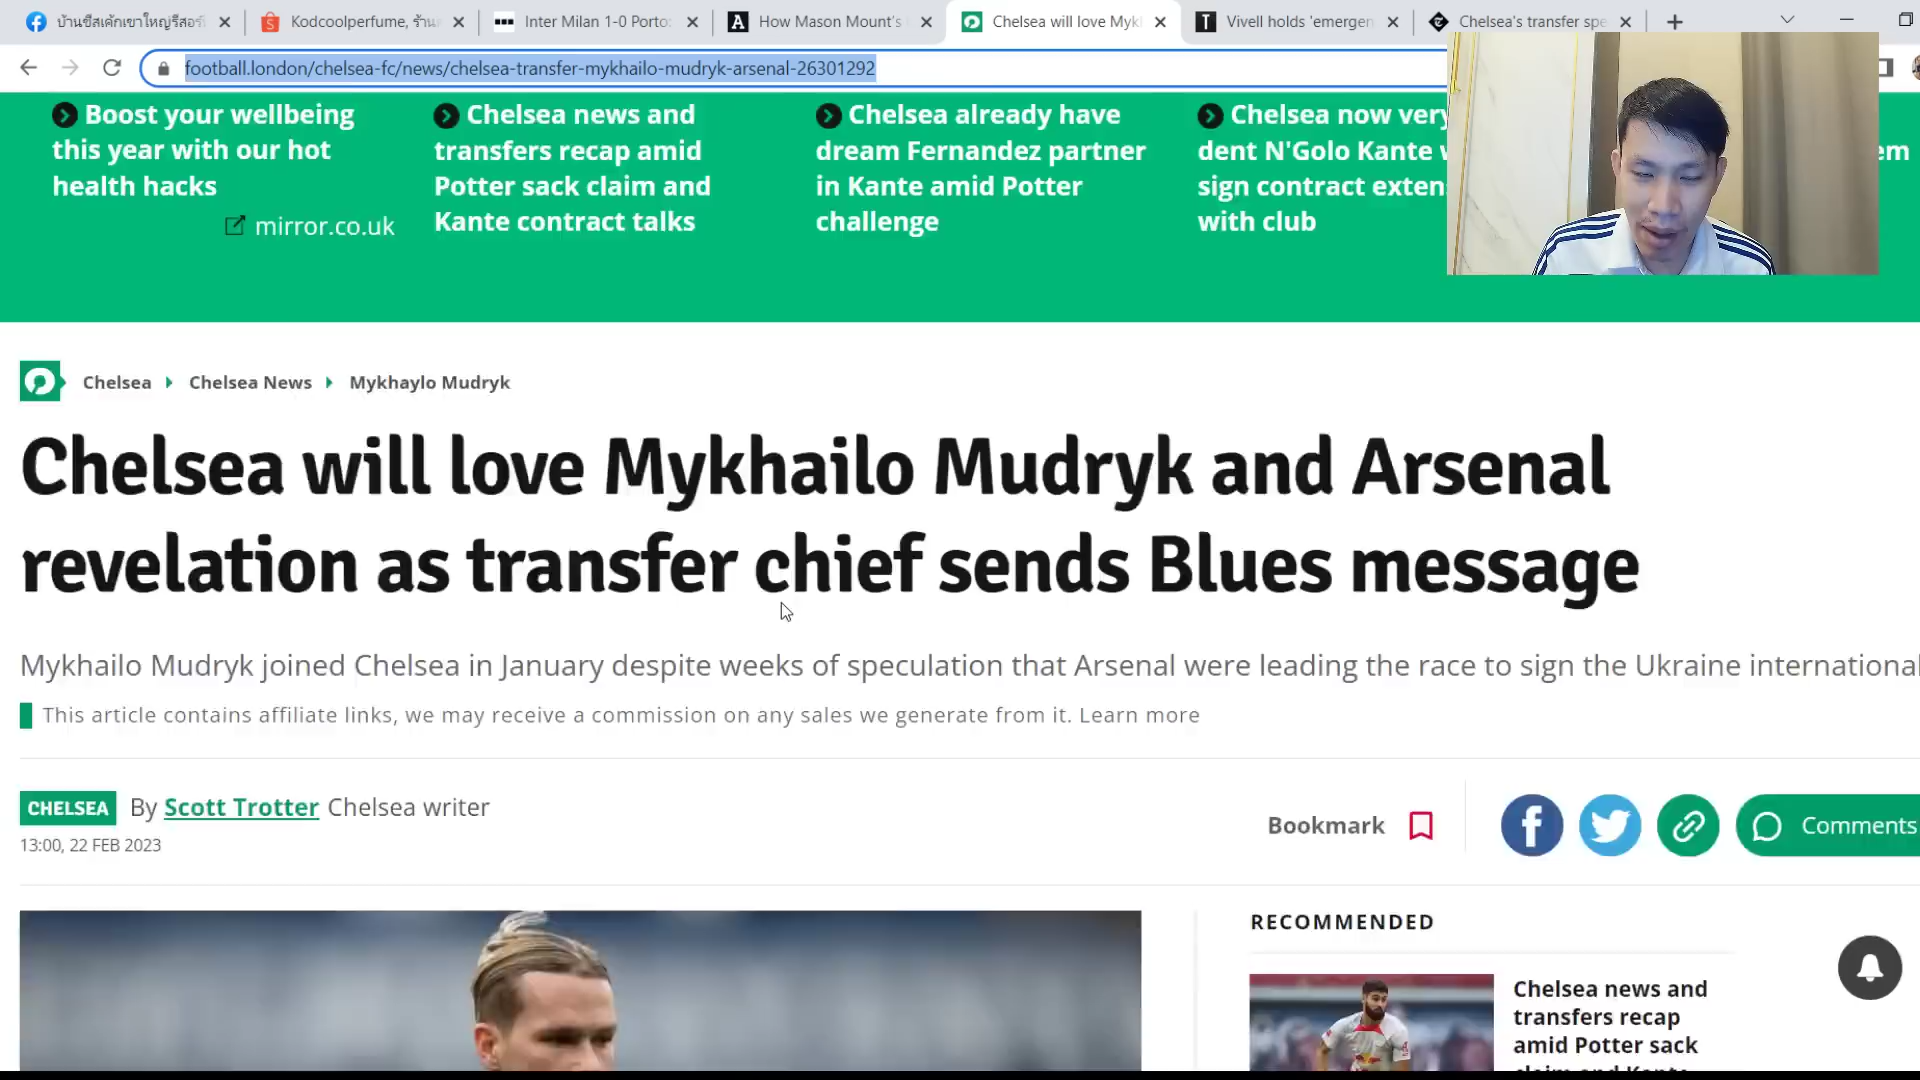 บ้านชีสเค้กเขาใหญ่รีสอร์
Kodcoolperfume, ร้าน
Inter Milan 1-0 Porto:
How Mason Mount's
Chelsea will love Mykh
Vivell holds 'emergen
Chelsea's transfer spe
football.london/chelsea-fc/news/chelsea-transfer-mykhailo-mudryk-arsenal-26301292
Boost your wellbeing
this year with our hot
health hacks
mirror.co.uk
Chelsea news and
transfers recap amid
Potter sack claim and
Kante contract talks
Chelsea already have
dream Fernandez partner
in Kante amid Potter
challenge
Chelsea now very
dent N'Golo Kante
sign contract exten
with club
em
Chelsea Chelsea News Mykhaylo Mudryk
Chelsea will love Mykhailo Mudryk and Arsenal
revelation as transfer chief sends Blues message
Mykhailo Mudryk joined Chelsea in January despite weeks of speculation that Arsenal were leading the race to sign the Ukraine international
This article contains affiliate links, we may receive a commission on any sales we generate from it. Learn more
CHELSEA By Scott Trotter Chelsea writer
13:00, 22 FEB 2023
Bookmark
Comments
RECOMMENDED
Chelsea news and
transfers recap
amid Potter sack
claim and Kante